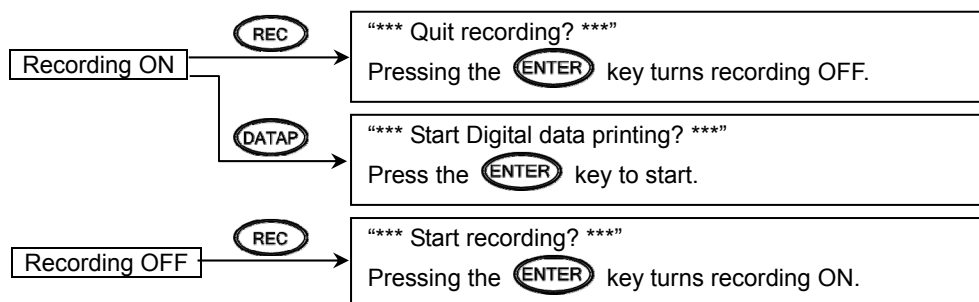 REC
"*** Quit recording? ***"
Recording ON
Pressing the ENTER key turns recording OFF.
DATAP
"*** Start Digital data printing? ***"
Press the ENTER key to start.
REC
"*** Start recording? ***"
Recording OFF
Pressing the ENTER key turns recording ON.